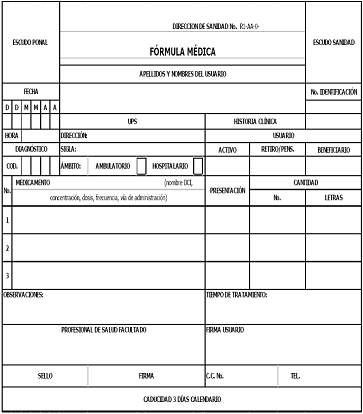 DIRECCION DE SANIDAD No. R1-AA-0-
ESCUDO PONAL
ESCUDO SANIDAD
FÓRMULA MÉDICA
APELLIDOS Y NOMBRES DEL USUARIO
FECHA
No. IDENTIFICACIÓN
D D M M A A
UPS HISTORIA CLÍNICA
HORA DIRECCIÓN: USUARIO
DIAGNÓSTICO SIGLA: ACTIVO RETIRO/PENS. BENEFICIARIO
COD. ÁMBITO: AMBULATORIO HOSPITALARIO
No. MEDICAMENTO (nombre DCI,
concentración, dosis, frecuencia, vía de administración)
PRESENTACIÓN
CANTIDAD
No. LETRAS
1
2
3
OBSERVACIONES: TIEMPO DE TRATAMIENTO:
PROFESIONAL DE SALUD FACULTADO FIRMA USUARIO
SELLO FIRMA C.C. No. TEL.
CADUCIDAD 3 DÍAS CALENDARIO